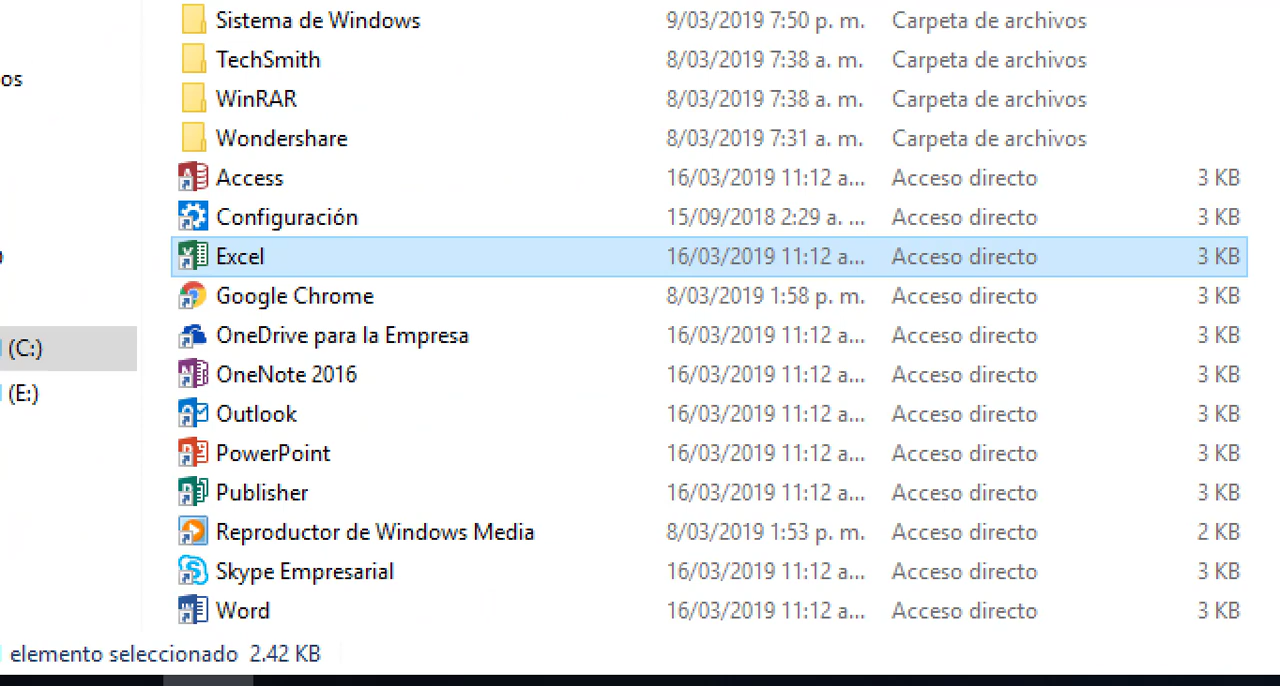 Sistema de Windows 9/03/2019 7:50 p. m. Carpeta de archivos
TechSmith 8/03/2019 7:38 a. m. Carpeta de archivos
os
WinRAR 8/03/2019 7:38 a. m. Carpeta de archivos
Wondershare 8/03/2019 7:31 a. m. Carpeta de archivos
Access 16/03/2019 11:12 a... Acceso directo 3 KB
Configuración 15/09/2018 2:29 a. ... Acceso directo 3 KB
Excel 16/03/2019 11:12 a... Acceso directo 3 KB
Google Chrome 8/03/2019 1:58 p. m. Acceso directo 3 KB
OneDrive para la Empresa 16/03/2019 11:12 a... Acceso directo 3 KB
(C:)
OneNote 2016 16/03/2019 11:12 a... Acceso directo 3 KB
(E:)
Outlook 16/03/2019 11:12 a... Acceso directo 3 KB
PowerPoint 16/03/2019 11:12 a... Acceso directo 3 KB
Publisher 16/03/2019 11:12 a... Acceso directo 3 KB
Reproductor de Windows Media 8/03/2019 1:53 p. m. Acceso directo 2 KB
Skype Empresarial 16/03/2019 11:12 a... Acceso directo 3 KB
Word 16/03/2019 11:12 a... Acceso directo 3 KB
elemento seleccionado 2.42 KB